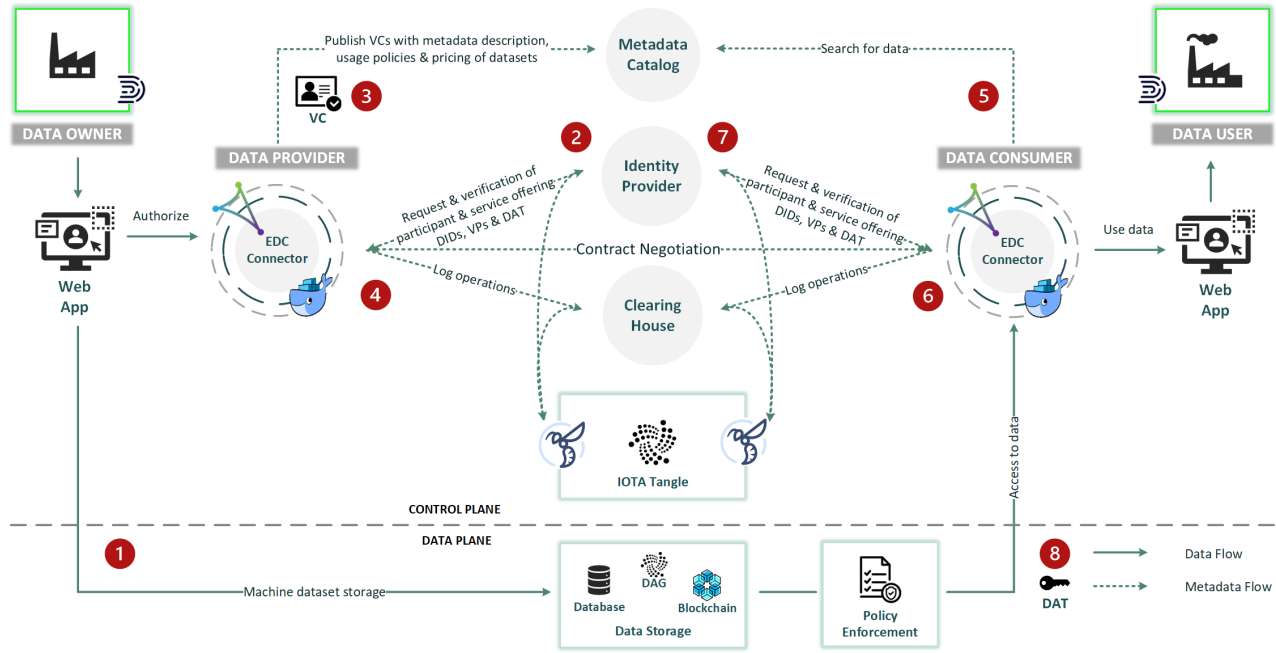 Publish VCs with metadata description,
usage policies & pricing of datasets
Metadata
Catalog
Search for data
3
VC
5
DATA OWNER
DATA USER
DATA PROVIDER
DATA CONSUMER
2
7
Identity
Provider
Request & verification of
participant & service offering
DIDs, VPs & DAT
Request & verification of
participant & service offering
DIDs, VPs & DAT
Authorize
EDC
Connector
Contract Negotiation
EDC
Connector
Use data
Web
App
Web
App
Log operations
Log operations
4
6
Clearing
House
IOTA Tangle
Access to data
CONTROL PLANE
DATA PLANE
1
Machine dataset storage
Database
DAG
Blockchain
Data Storage
Policy
Enforcement
8
DAT
Data Flow
Metadata Flow